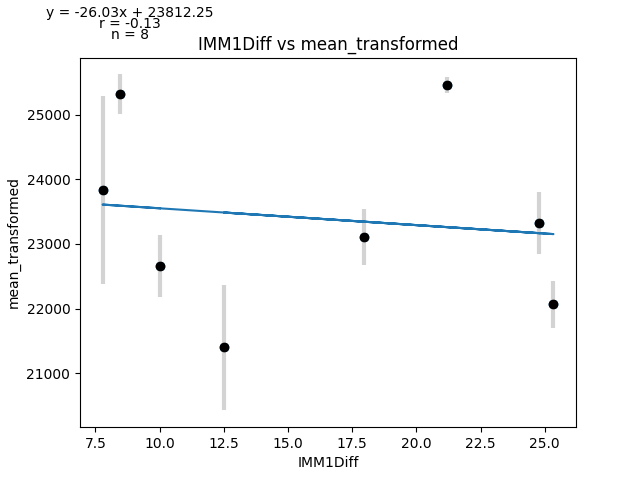 y = -26.03x + 23812.25
r = -0.13
n = 8
IMM1Diff vs mean_transformed
25000
24000
23000
22000
21000
mean_transformed
7.5 10.0 12.5 15.0 17.5 20.0 22.5 25.0
IMM1Diff